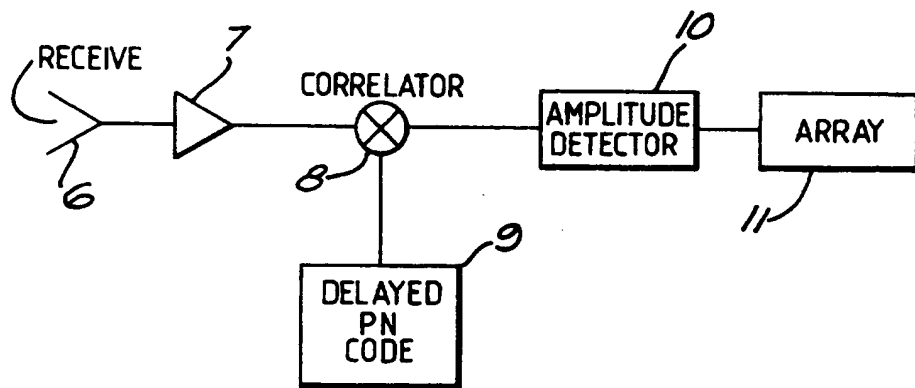 7
10
RECEIVE
CORRELATOR
AMPLITUDE
DETECTOR
ARRAY
6
8
11
9
DELAYED
PN
CODE